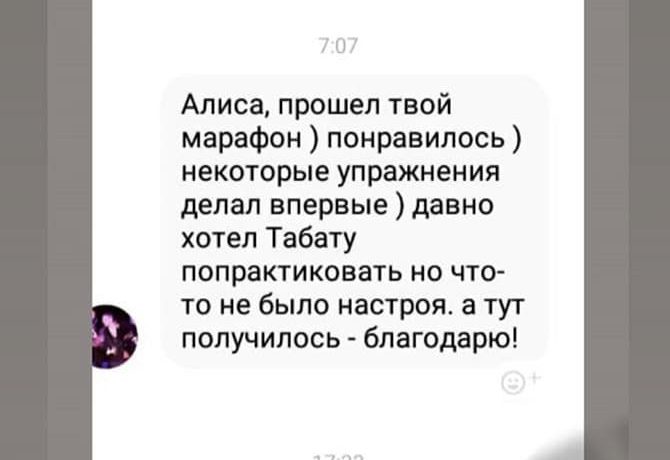 7:07
Алиса, прошел твой
марафон ) понравилось )
некоторые упражнения
делал впервые ) давно
хотел Табату
попрактиковать но что-
то не было настроя. а тут
получилось - благодарю!